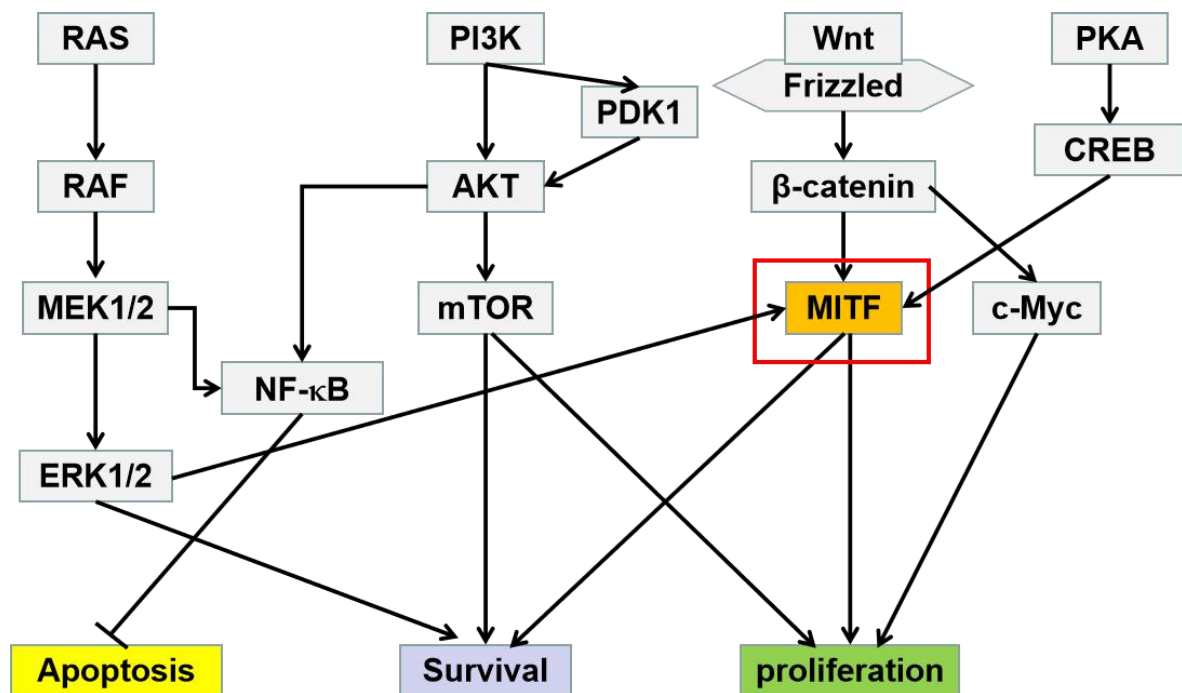 RAS
PI3K
Wnt
PKA
Frizzled
PDK1
CREB
RAF
AKT
β-catenin
MEK1/2
mTOR
MITF
c-Myc
NF-κB
ERK1/2
Apoptosis
Survival
proliferation